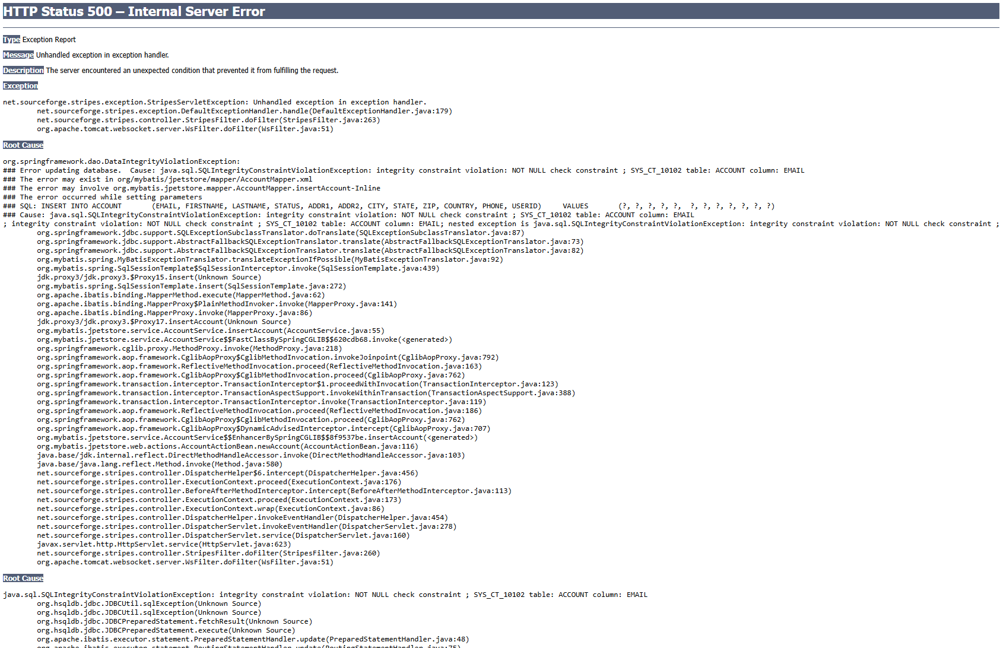 HTTP Status 500 – Internal Server Error
Type Exception Report
Message Unhandled exception in exception handler.
Description The server encountered an unexpected condition that prevented it from fulfilling the request.
Exception
net.sourceforge.stripes.exception.StripesServletException: Unhandled exception in exception handler.
net.sourceforge.stripes.exception.DefaultExceptionHandler.handle(DefaultExceptionHandler.java:179)
net.sourceforge.stripes.controller.StripesFilter.doFilter(StripesFilter.java:263)
org.apache.tomcat.websocket.server.WsFilter.doFilter(WsFilter.java:51)
Root Cause
org.springframework.dao.DataIntegrityViolationException:
### Error updating database.  Cause: java.sql.SQLIntegrityConstraintViolationException: integrity constraint violation: NOT NULL check constraint ; SYS_CT_10102 table: ACCOUNT column: EMAIL
### The error may exist in org/mybatis/jpetstore/mapper/AccountMapper.xml
### The error may involve org.mybatis.jpetstore.mapper.AccountMapper.insertAccount-Inline
### The error occurred while setting parameters
### SQL: INSERT INTO ACCOUNT       (EMAIL, FIRSTNAME, LASTNAME, STATUS, ADDR1, ADDR2, CITY, STATE, ZIP, COUNTRY, PHONE, USERID)     VALUES       (?, ?, ?, ?, ?,  ?, ?, ?, ?, ?, ?, ?)
### Cause: java.sql.SQLIntegrityConstraintViolationException: integrity constraint violation: NOT NULL check constraint ; SYS_CT_10102 table: ACCOUNT column: EMAIL
; integrity constraint violation: NOT NULL check constraint ; SYS_CT_10102 table: ACCOUNT column: EMAIL; nested exception is java.sql.SQLIntegrityConstraintViolationException: integrity constraint violation: NOT NULL check constraint ;
org.springframework.jdbc.support.SQLExceptionSubclassTranslator.doTranslate(SQLExceptionSubclassTranslator.java:87)
org.springframework.jdbc.support.AbstractFallbackSQLExceptionTranslator.translate(AbstractFallbackSQLExceptionTranslator.java:73)
org.springframework.jdbc.support.AbstractFallbackSQLExceptionTranslator.translate(AbstractFallbackSQLExceptionTranslator.java:82)
org.mybatis.spring.MyBatisExceptionTranslator.translateExceptionIfPossible(MyBatisExceptionTranslator.java:92)
org.mybatis.spring.SqlSessionTemplate$SqlSessionInterceptor.invoke(SqlSessionTemplate.java:439)
jdk.proxy3/jdk.proxy3.$Proxy15.insert(Unknown Source)
org.mybatis.spring.SqlSessionTemplate.insert(SqlSessionTemplate.java:272)
org.apache.ibatis.binding.MapperMethod.execute(MapperMethod.java:62)
org.apache.ibatis.binding.MapperProxy$PlainMethodInvoker.invoke(MapperProxy.java:141)
org.apache.ibatis.binding.MapperProxy.invoke(MapperProxy.java:86)
jdk.proxy3/jdk.proxy3.$Proxy17.insertAccount(Unknown Source)
org.mybatis.jpetstore.service.AccountService.insertAccount(AccountService.java:55)
org.mybatis.jpetstore.service.AccountService$$FastClassBySpringCGLIB$$620cdb68.invoke(<generated>)
org.springframework.cglib.proxy.MethodProxy.invoke(MethodProxy.java:218)
org.springframework.aop.framework.CglibAopProxy$CglibMethodInvocation.invokeJoinpoint(CglibAopProxy.java:792)
org.springframework.aop.framework.ReflectiveMethodInvocation.proceed(ReflectiveMethodInvocation.java:163)
org.springframework.aop.framework.CglibAopProxy$CglibMethodInvocation.proceed(CglibAopProxy.java:762)
org.springframework.transaction.interceptor.TransactionInterceptor$1.proceedWithInvocation(TransactionInterceptor.java:123)
org.springframework.transaction.interceptor.TransactionAspectSupport.invokeWithinTransaction(TransactionAspectSupport.java:388)
org.springframework.transaction.interceptor.TransactionInterceptor.invoke(TransactionInterceptor.java:119)
org.springframework.aop.framework.ReflectiveMethodInvocation.proceed(ReflectiveMethodInvocation.java:186)
org.springframework.aop.framework.CglibAopProxy$CglibMethodInvocation.proceed(CglibAopProxy.java:762)
org.springframework.aop.framework.CglibAopProxy$DynamicAdvisedInterceptor.intercept(CglibAopProxy.java:707)
org.mybatis.jpetstore.service.AccountService$$EnhancerBySpringCGLIB$$8f9537be.insertAccount(<generated>)
org.mybatis.jpetstore.web.actions.AccountActionBean.newAccount(AccountActionBean.java:116)
java.base/jdk.internal.reflect.DirectMethodHandleAccessor.invoke(DirectMethodHandleAccessor.java:103)
java.base/java.lang.reflect.Method.invoke(Method.java:580)
net.sourceforge.stripes.controller.DispatcherHelper$6.intercept(DispatcherHelper.java:456)
net.sourceforge.stripes.controller.ExecutionContext.proceed(ExecutionContext.java:176)
net.sourceforge.stripes.controller.BeforeAfterMethodInterceptor.intercept(BeforeAfterMethodInterceptor.java:113)
net.sourceforge.stripes.controller.ExecutionContext.proceed(ExecutionContext.java:173)
net.sourceforge.stripes.controller.ExecutionContext.wrap(ExecutionContext.java:86)
net.sourceforge.stripes.controller.DispatcherHelper.invokeEventHandler(DispatcherHelper.java:454)
net.sourceforge.stripes.controller.DispatcherServlet.invokeEventHandler(DispatcherServlet.java:278)
net.sourceforge.stripes.controller.DispatcherServlet.service(DispatcherServlet.java:160)
javax.servlet.http.HttpServlet.service(HttpServlet.java:623)
net.sourceforge.stripes.controller.StripesFilter.doFilter(StripesFilter.java:260)
org.apache.tomcat.websocket.server.WsFilter.doFilter(WsFilter.java:51)
Root Cause
java.sql.SQLIntegrityConstraintViolationException: integrity constraint violation: NOT NULL check constraint ; SYS_CT_10102 table: ACCOUNT column: EMAIL
org.hsqldb.jdbc.JDBCUtil.sqlException(Unknown Source)
org.hsqldb.jdbc.JDBCUtil.sqlException(Unknown Source)
org.hsqldb.jdbc.JDBCPreparedStatement.fetchResult(Unknown Source)
org.hsqldb.jdbc.JDBCPreparedStatement.execute(Unknown Source)
org.apache.ibatis.executor.statement.PreparedStatementHandler.update(PreparedStatementHandler.java:48)